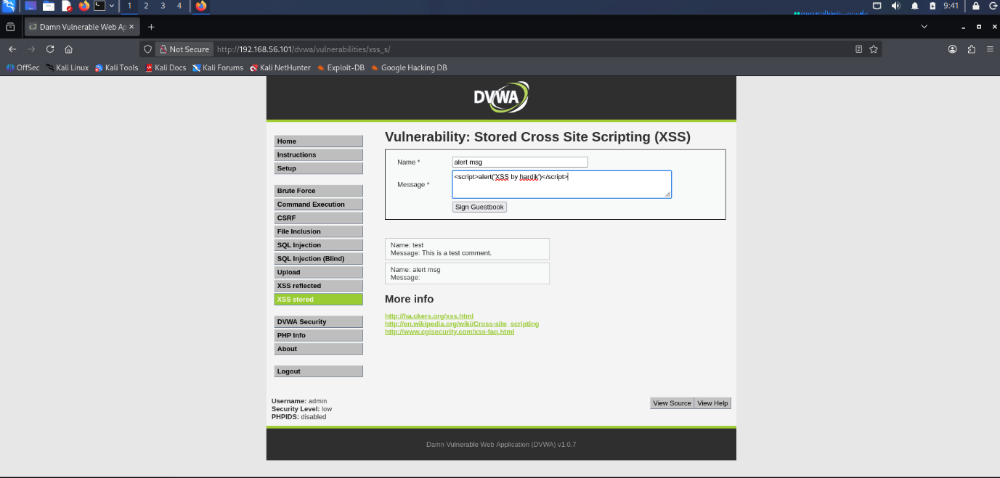 1 2 3 4 9:41
Damn Vulnerable Web Ap
Not Secure http://192.168.56.101/dvwa/vulnerabilities/xss_s/
OffSec Kali Linux Kali Tools Kali Docs Kali Forums Kali NetHunter Exploit-DB Google Hacking DB
DVWA
Home
Instructions
Setup
Brute Force
Command Execution
CSRF
File Inclusion
SQL Injection
SQL Injection (Blind)
Upload
XSS reflected
XSS stored
DVWA Security
PHP Info
About
Logout
Vulnerability: Stored Cross Site Scripting (XSS)
Name * alert msg
Message * <script>alert('XSS by hardik')</script>
Sign Guestbook
Name: test
Message: This is a test comment.
Name: alert msg
Message:
More info
http://ha.ckers.org/xss.html
http://en.wikipedia.org/wiki/Cross-site_scripting
http://www.cgisecurity.com/xss-faq.html
Username: admin
Security Level: low
PHPIDS: disabled
View Source View Help
Damn Vulnerable Web Application (DVWA) v1.0.7